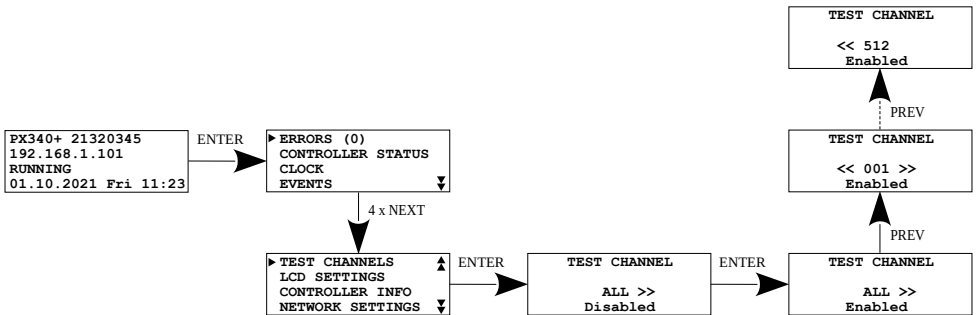 TEST CHANNEL
<< 512
Enabled
PREV
PX340+ 21320345
192.168.1.101
RUNNING
01.10.2021 Fri 11:23
ENTER
ERRORS (0)
CONTROLLER STATUS
CLOCK
EVENTS
TEST CHANNEL
<< 001 >>
Enabled
4 x NEXT
PREV
TEST CHANNELS
LCD SETTINGS
CONTROLLER INFO
NETWORK SETTINGS
ENTER
TEST CHANNEL
ALL >>
Disabled
ENTER
TEST CHANNEL
ALL >>
Enabled